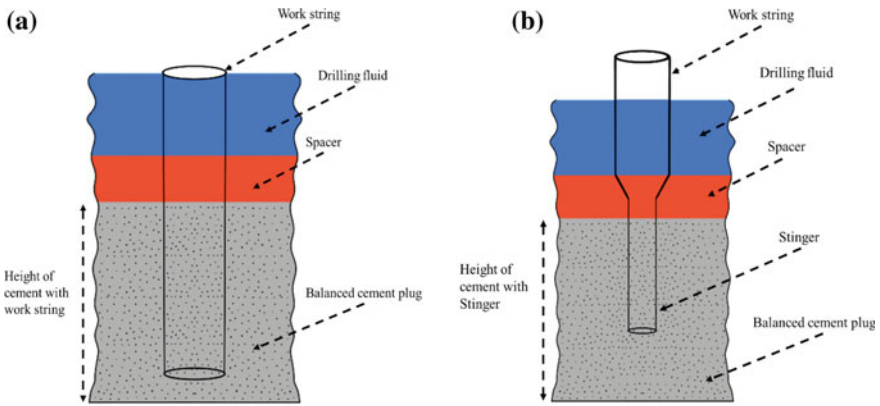 (a)
Work string
Drilling fluid
Spacer
Height of
cement with
work string
Balanced cement plug
(b)
Work string
Drilling fluid
Spacer
Stinger
Height of
cement with
Stinger
Balanced cement plug